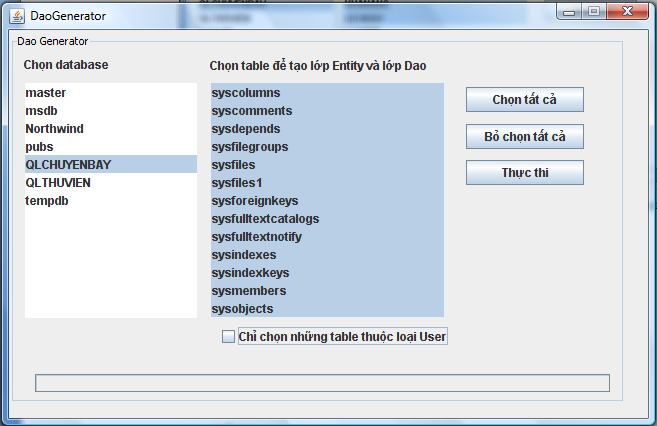 DaoGenerator
Dao Generator
Chọn database
master
msdb
Northwind
pubs
QLCHUYENBAY
QLTHUVIEN
tempdb
Chọn table để tạo lớp Entity và lớp Dao
syscolumns
syscomments
sysdepends
sysfilegroups
sysfiles
sysfiles1
sysforeignkeys
sysfulltextcatalogs
sysfulltextnotify
sysindexes
sysindexkeys
sysmembers
sysobjects
Chỉ chọn những table thuộc loại User
Chọn tất cả
Bỏ chọn tất cả
Thực thi